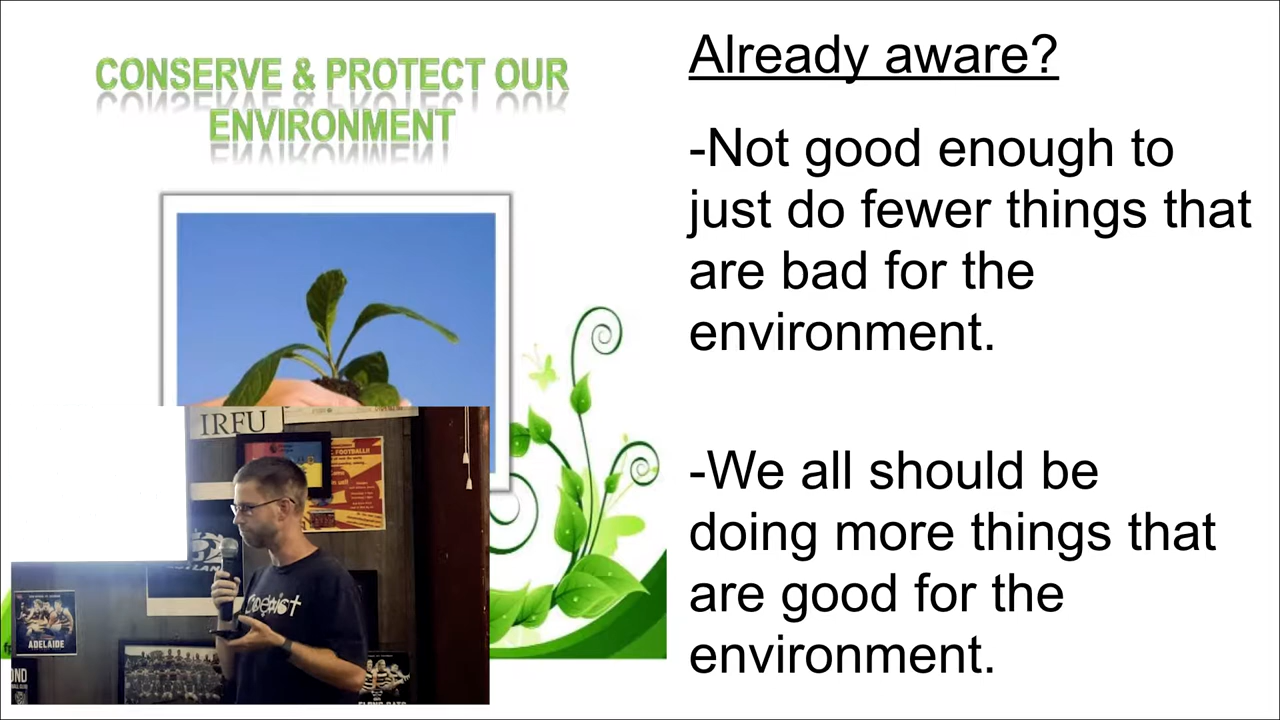 CONSERVE & PROTECT OUR
ENVIRONMENT
Already aware?
-Not good enough to
just do fewer things that
are bad for the
environment.
-We all should be
doing more things that
are good for the
environment.
IRFU
FOOTBALL!!
ADELAIDE